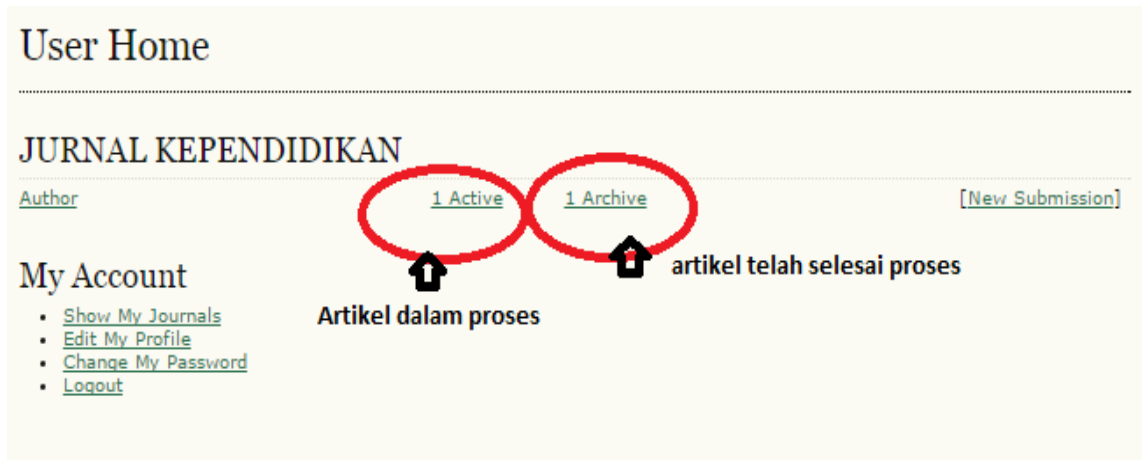 User Home
JURNAL KEPENDIDIKAN
Author 1 Active 1 Archive [New Submission]
artikel telah selesai proses
My Account
Artikel dalam proses
Show My Journals
Edit My Profile
Change My Password
Logout